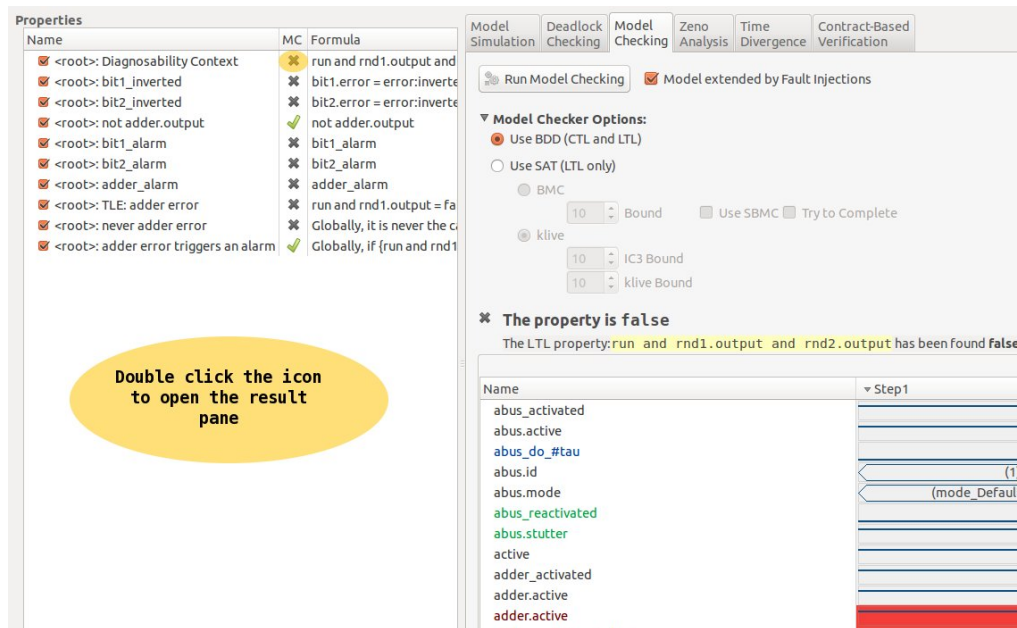 Properties
Name MC Formula
<root>: Diagnosability Context run and rnd1.output and
<root>: bit1_inverted bit1.error = error:inverte
<root>: bit2_inverted bit2.error = error:inverte
<root>: not adder.output not adder.output
<root>: bit1_alarm bit1_alarm
<root>: bit2_alarm bit2_alarm
<root>: adder_alarm adder_alarm
<root>: TLE: adder error run and rnd1.output = fa
<root>: never adder error Globally, it is never the ca
<root>: adder error triggers an alarm Globally, if {run and rnd1
Double click the icon
to open the result
pane
Model Simulation
Deadlock Checking
Model Checking
Zeno Analysis
Time Divergence
Contract-Based Verification
Run Model Checking Model extended by Fault Injections
Model Checker Options:
Use BDD (CTL and LTL)
Use SAT (LTL only)
BMC
10 Bound Use SBMC Try to Complete
klive
10 IC3 Bound
10 klive Bound
The property is false
The LTL property:run and rnd1.output and rnd2.output has been found false
Name Step1
abus_activated
abus.active
abus_do_#tau
abus.id (1
abus.mode (mode_Defaul
abus_reactivated
abus.stutter
active
adder_activated
adder.active
adder.active